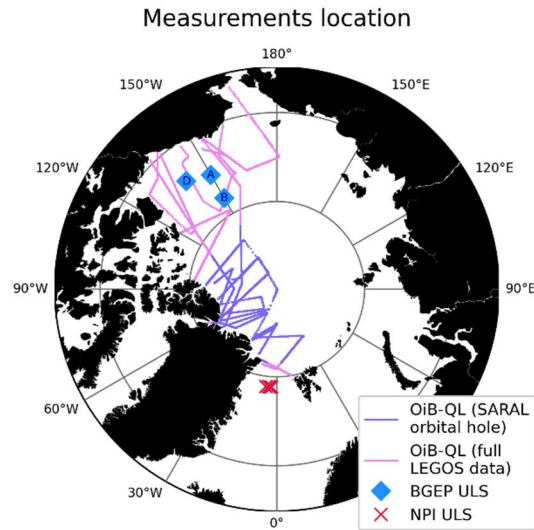 Measurements location
180°
150°W
150°E
120°W
120°E
D
A
B
90°W
90°E
60°W
30°W
0°
OiB-QL (SARAL
orbital hole)
OiB-QL (full
LEGOS data)
BGEP ULS
NPI ULS